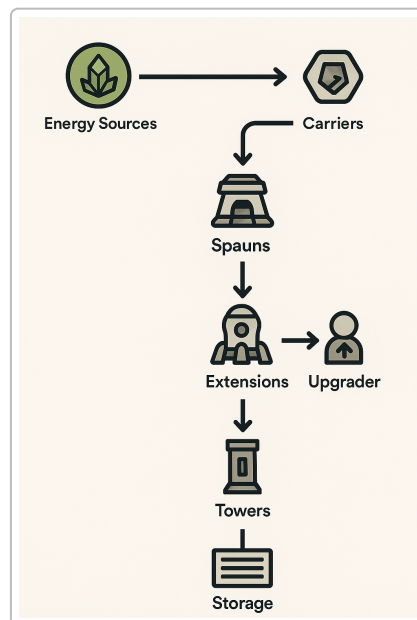 Energy Sources
Carriers
Spauns
Extensions
Upgrader
Towers
Storage